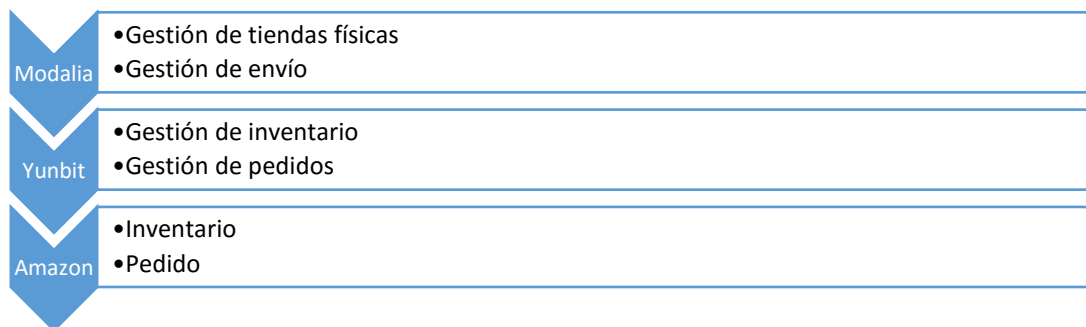 Modalia
•Gestión de tiendas físicas
•Gestión de envío
Yunbit
•Gestión de inventario
•Gestión de pedidos
Amazon
•Inventario
•Pedido